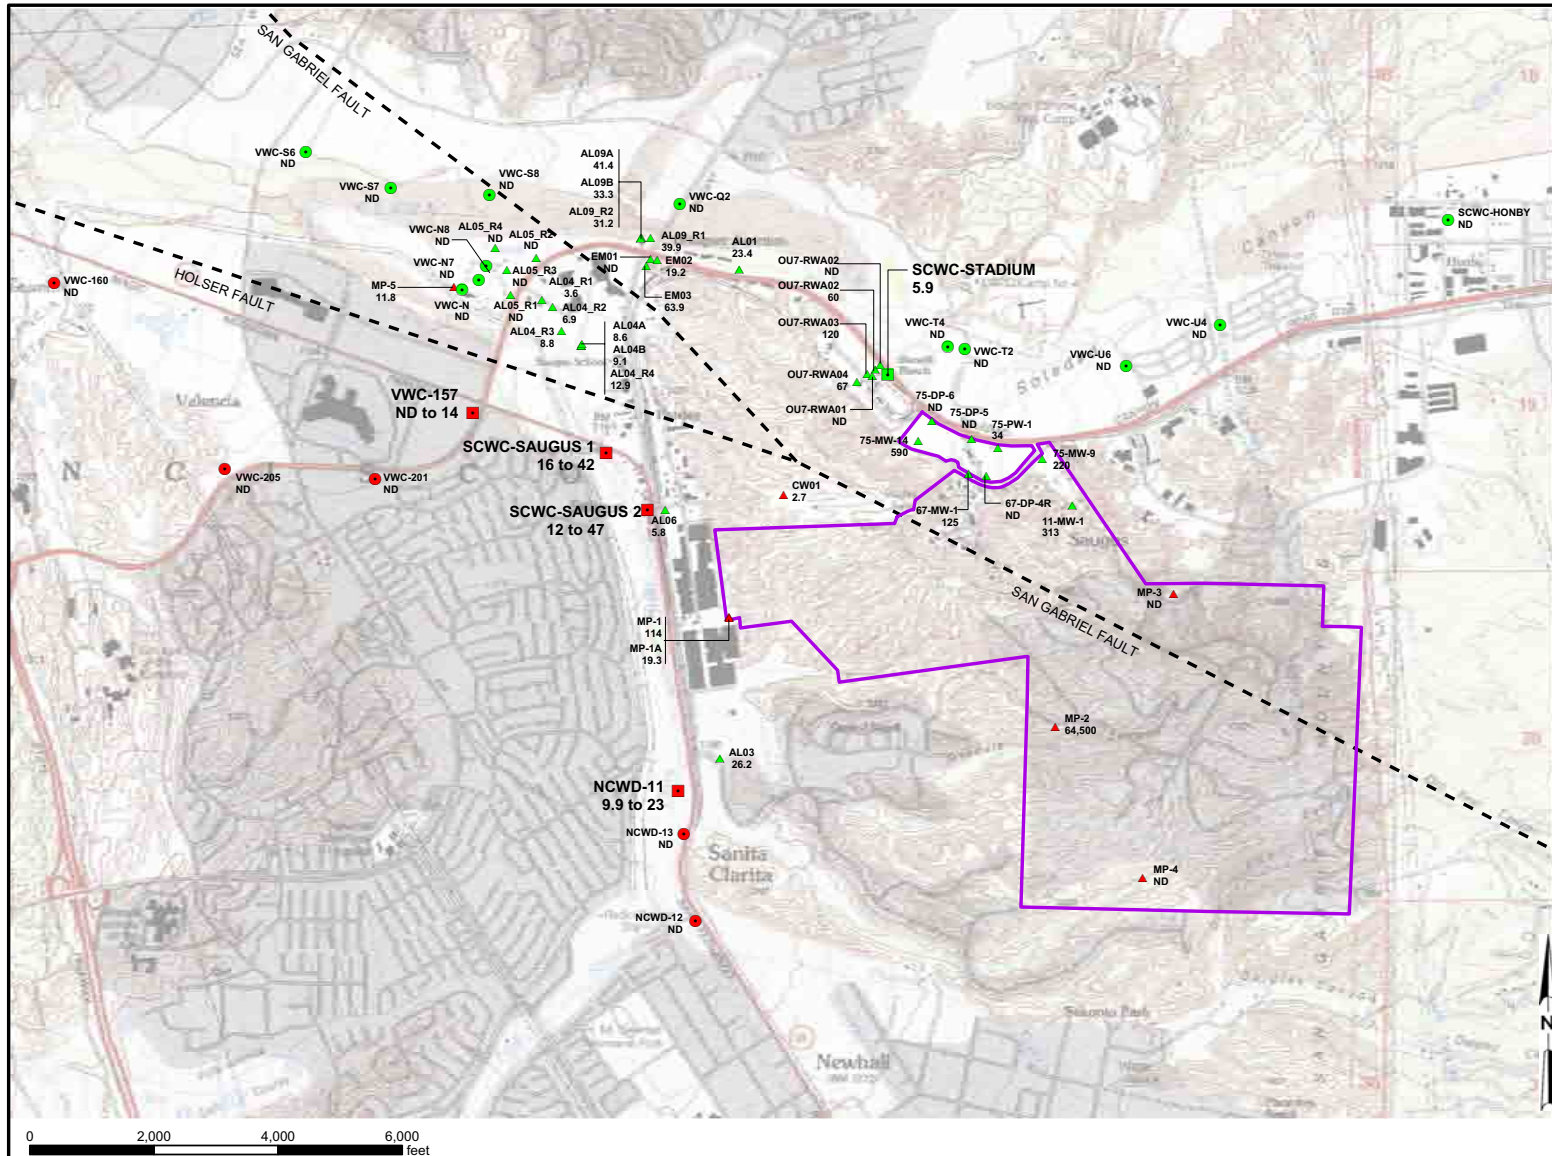 SAN GABRIEL FAULT
VWC-S6
ND
VWC-S7
ND
VWC-S8
ND
AL09A
41.4
AL09B
33.3
AL09_R2
31.2
VWC-Q2
ND
SCWC-HONBY
ND
VWC-N8
ND
AL05_R4
ND
AL05_R2
ND
AL09_R1
39.9
AL01
23.4
EM01
ND
EM02
19.2
EM03
63.9
OU7-RWA02
ND
OU7-RWA02
60
OU7-RWA03
120
OU7-RWA04
67
OU7-RWA01
ND
SCWC-STADIUM
5.9
VWC-N7
ND
MP-5
11.8
VWC-N
ND
AL05_R3
ND
AL05_R1
ND
AL04_R1
3.6
AL04_R2
6.9
AL04_R3
8.8
AL04A
8.6
AL04B
9.1
AL04_R4
12.9
VWC-160
ND
HOLSER FAULT
VWC-T4
ND
VWC-T2
ND
VWC-U4
ND
VWC-U6
ND
Canyon
Soledad
Valencia
VWC-157
ND to 14
SCWC-SAUGUS 1
16 to 42
SCWC-SAUGUS 2
12 to 47
AL06
5.8
VWC-205
ND
VWC-201
ND
CW01
2.7
75-DP-6
ND
75-DP-5
ND
75-PW-1
34
75-MW-14
590
75-MW-9
220
67-MW-1
125
67-DP-4R
ND
11-MW-1
313
Saugus
SAN GABRIEL FAULT
MP-3
ND
MP-1
114
MP-1A
19.3
MP-2
64,500
AL03
26.2
NCWD-11
9.9 to 23
NCWD-13
ND
Santa
Clarita
MP-4
ND
NCWD-12
ND
Newhall
N
0 2,000 4,000 6,000
feet